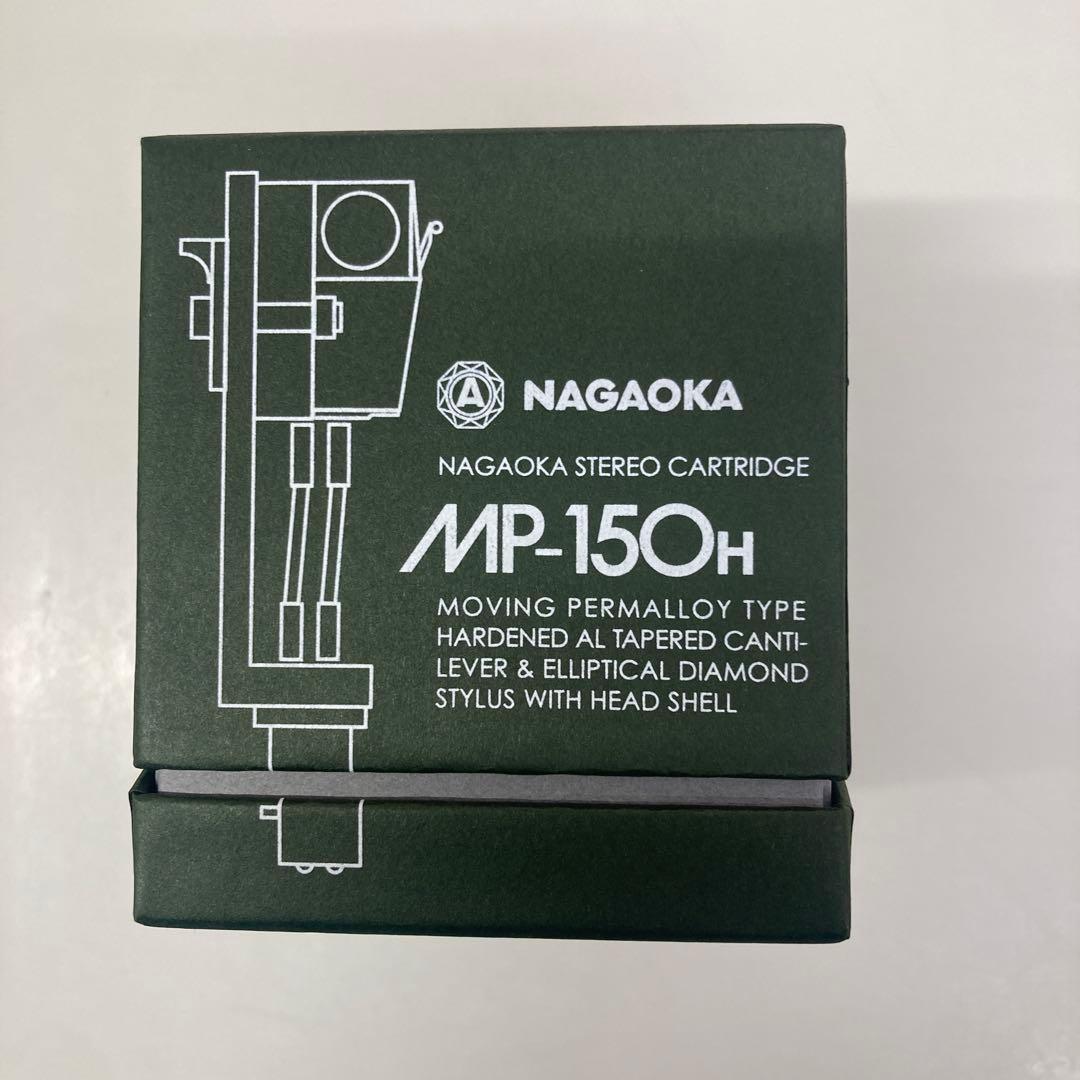 A NAGAOKA
NAGAOKA STEREO CARTRIDGE
MP-150H
MOVING PERMALLOY TYPE
HARDENED AL TAPERED CANTI-
LEVER & ELLIPTICAL DIAMOND
STYLUS WITH HEAD SHELL